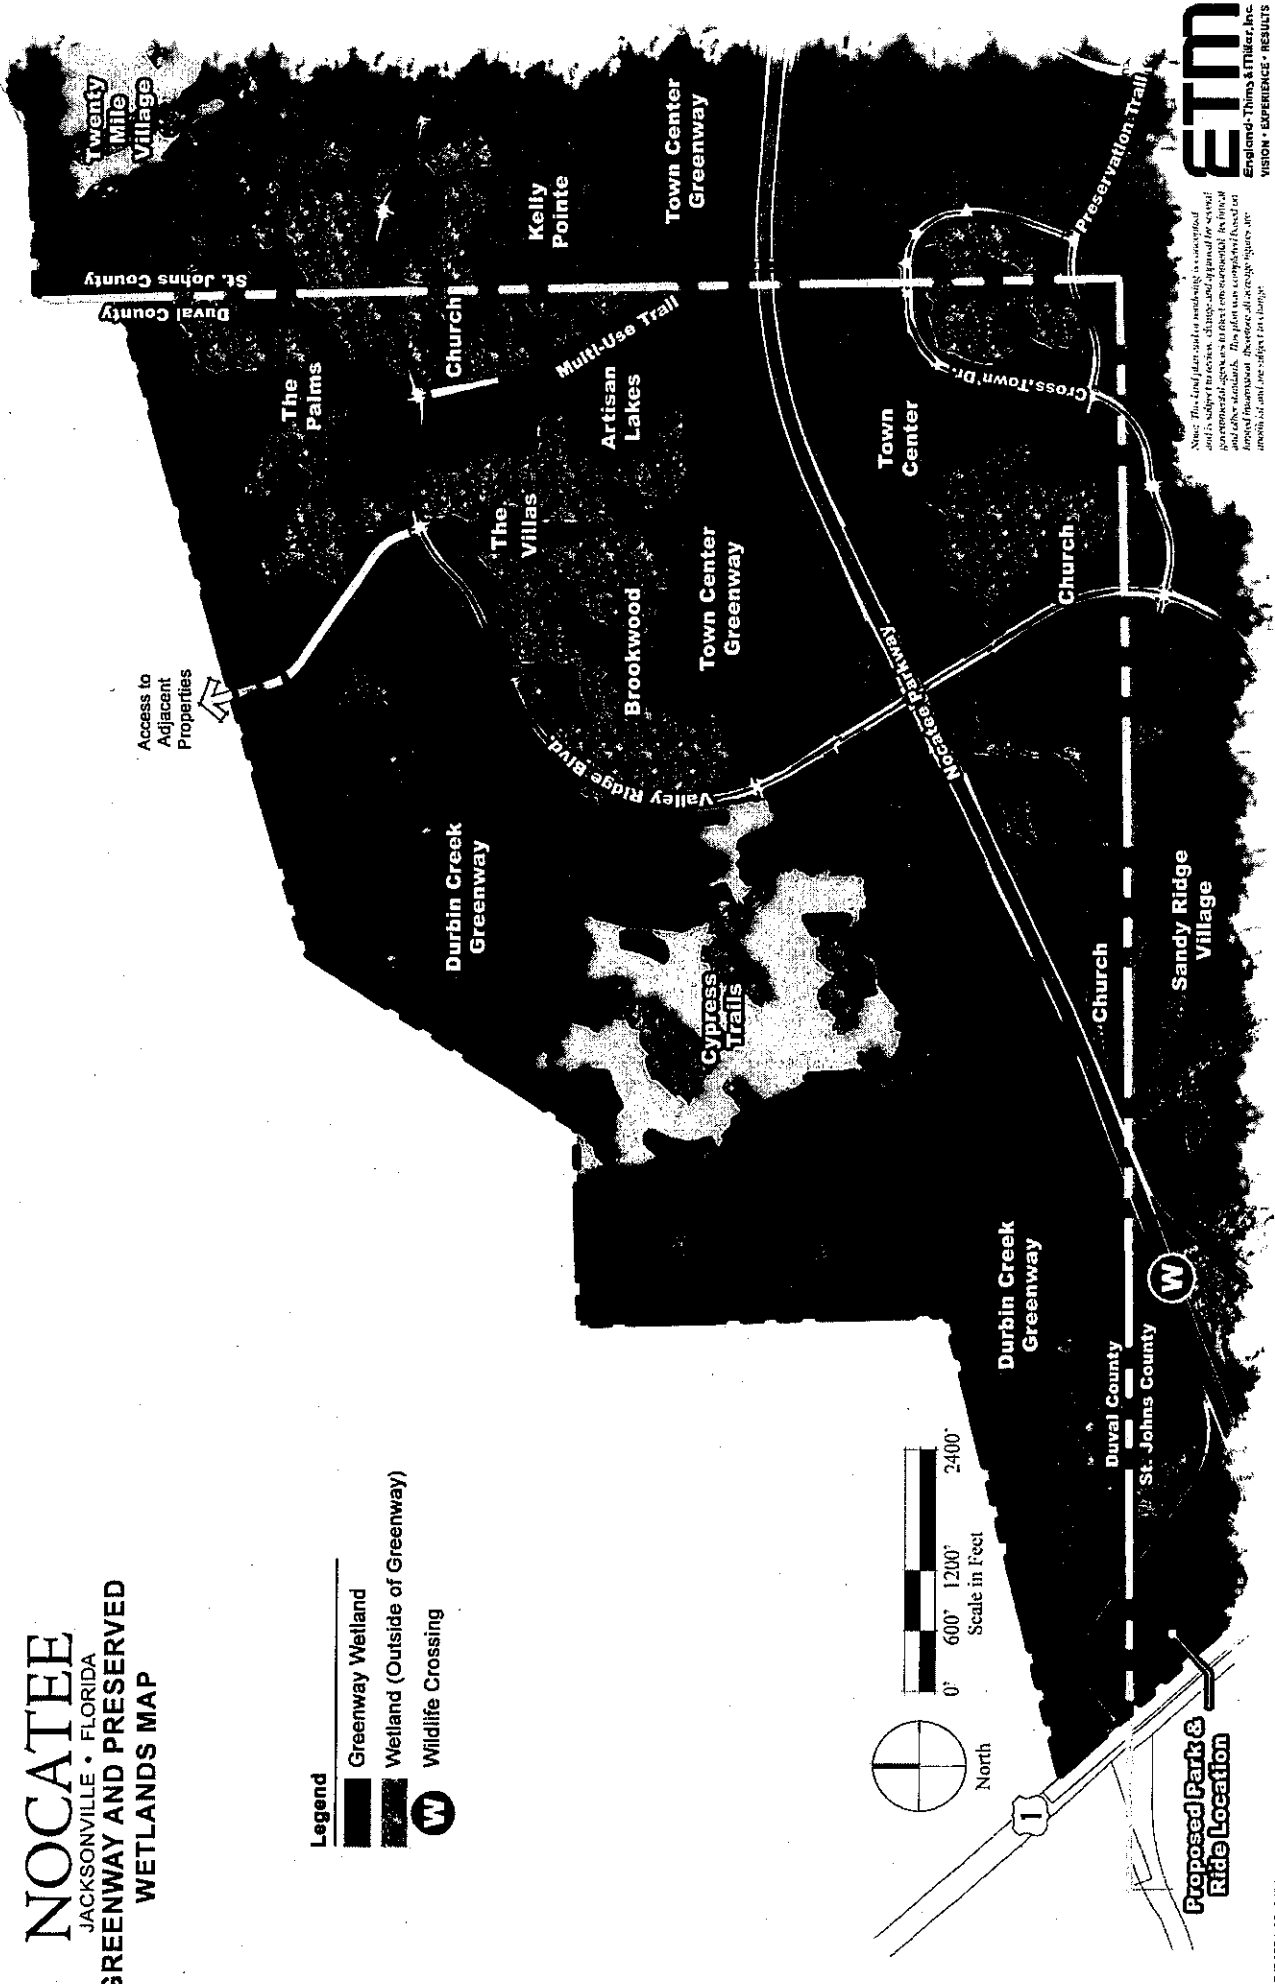 NOCATEE
JACKSONVILLE • FLORIDA
GREENWAY AND PRESERVED
WETLANDS MAP
Legend
Greenway Wetland
Wetland (Outside of Greenway)
W
Wildlife Crossing
Access to
Adjacent
Properties
Twenty
Mile
Village
St. Johns County
Duval County
The
Palms
Church
Kelly
Pointe
Town Center
Greenway
Multi-Use Trail
Artisan
Lakes
The
Villas
Brookwood
Town Center
Greenway
Valley Ridge Blvd.
Durbin Creek
Greenway
Cypress
Trails
Nocatee Parkway
Town
Center
Cross Town Dr.
Preservation Trail
Church
Church
Sandy Ridge
Village
Durbin Creek
Greenway
W
Duval County
St. Johns County
0' 600' 1200' 2400'
Scale in Feet
North
1
Proposed Park &
Ride Location
ETM
England-Thims & Miller, Inc.
VISION • EXPERIENCE • RESULTS